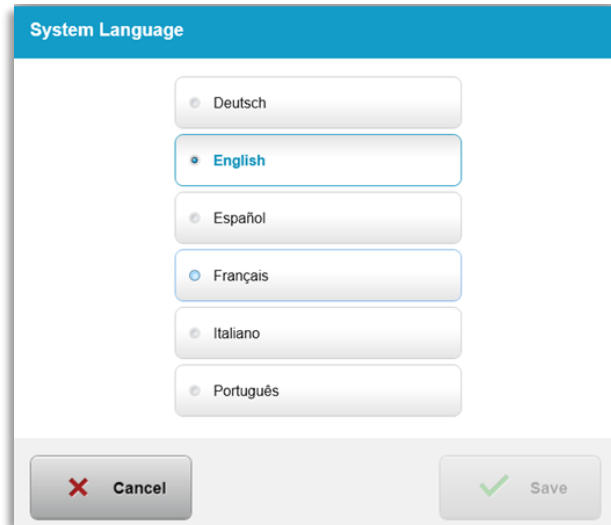 System Language
Deutsch
English
Español
Français
Italiano
Português
Cancel
Save